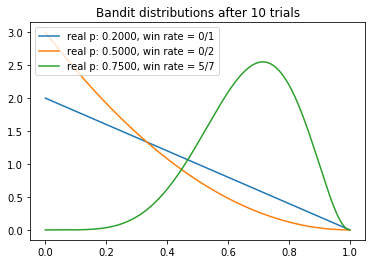 Bandit distributions after 10 trials
3.0
2.5
2.0
1.5
1.0
0.5
0.0
real p: 0.2000, win rate = 0/1
real p: 0.5000, win rate = 0/2
real p: 0.7500, win rate = 5/7
0.0 0.2 0.4 0.6 0.8 1.0